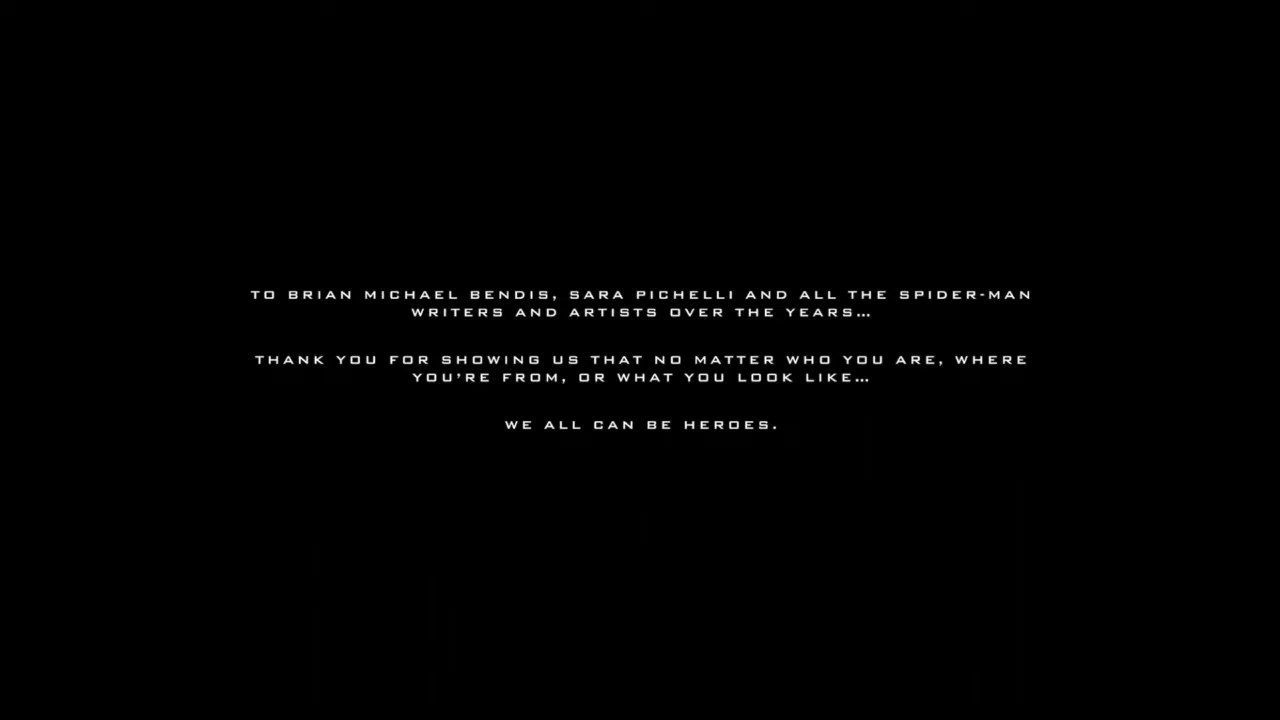 TO BRIAN MICHAEL BENDIS, SARA PICHELLI AND ALL THE SPIDER-MAN
WRITERS AND ARTISTS OVER THE YEARS…
THANK YOU FOR SHOWING US THAT NO MATTER WHO YOU ARE, WHERE
YOU'RE FROM, OR WHAT YOU LOOK LIKE…
WE ALL CAN BE HEROES.